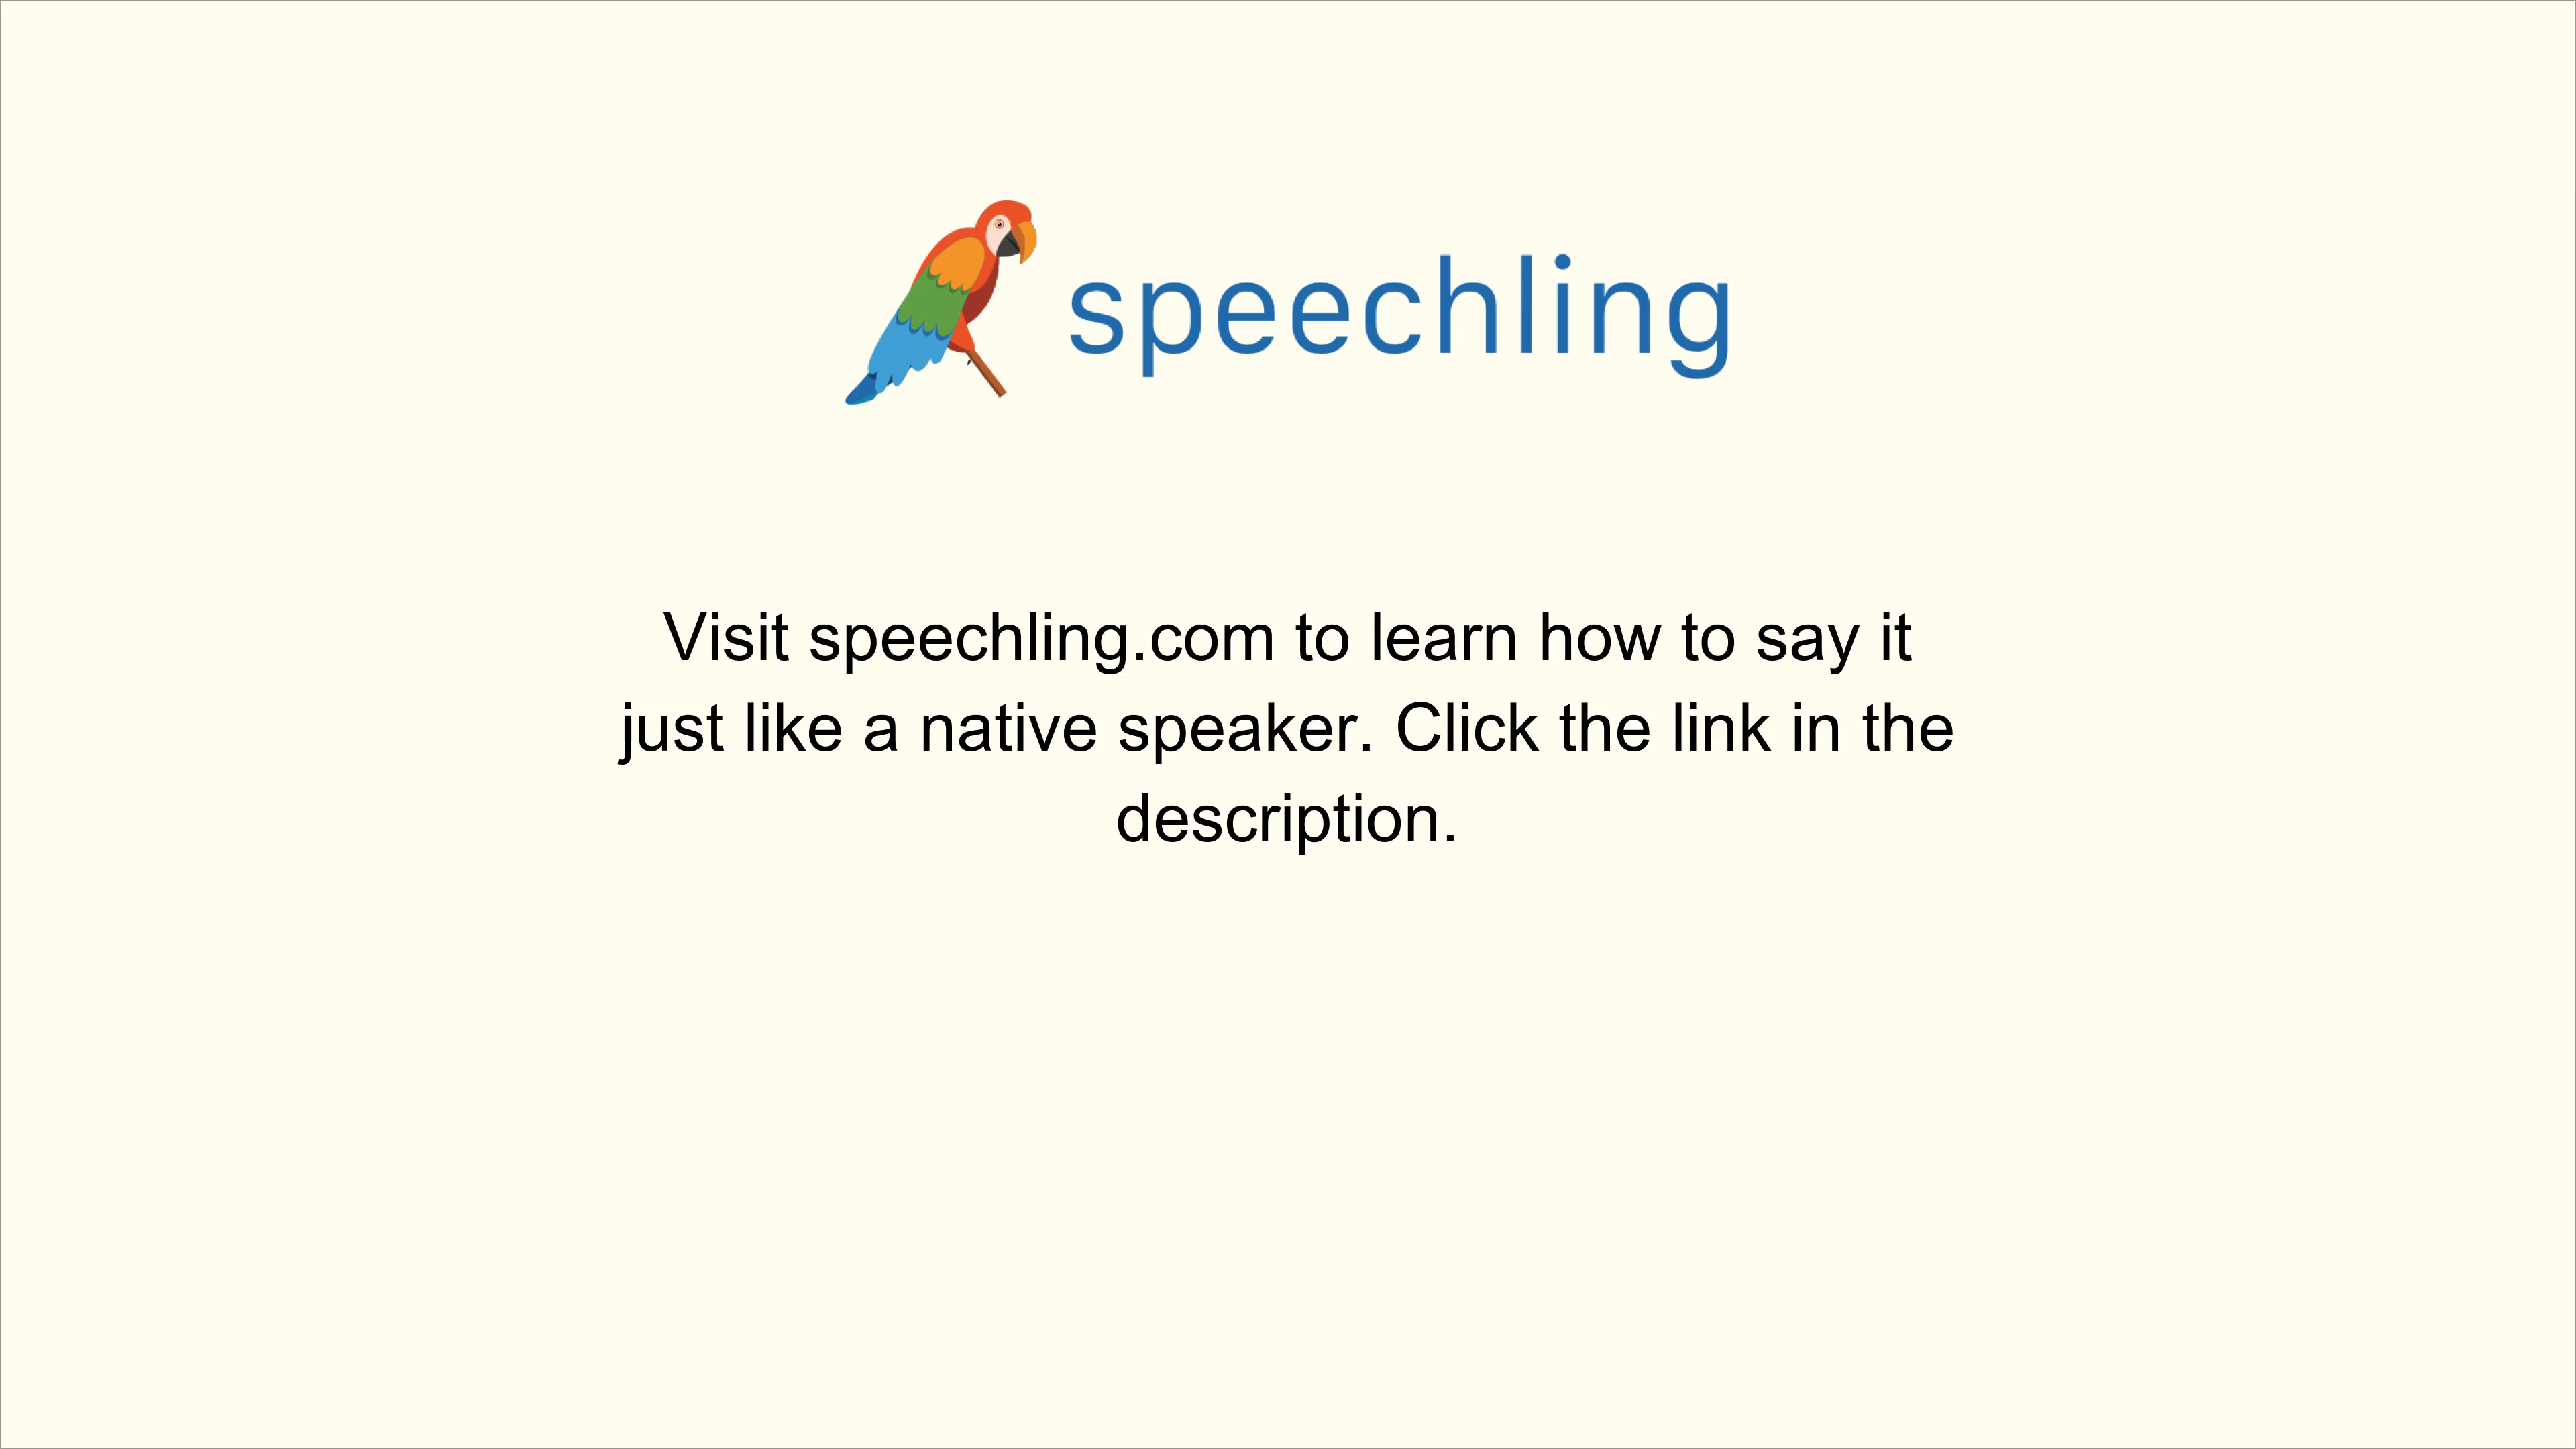 speechling
Visit speechling.com to learn how to say it
just like a native speaker. Click the link in the
description.